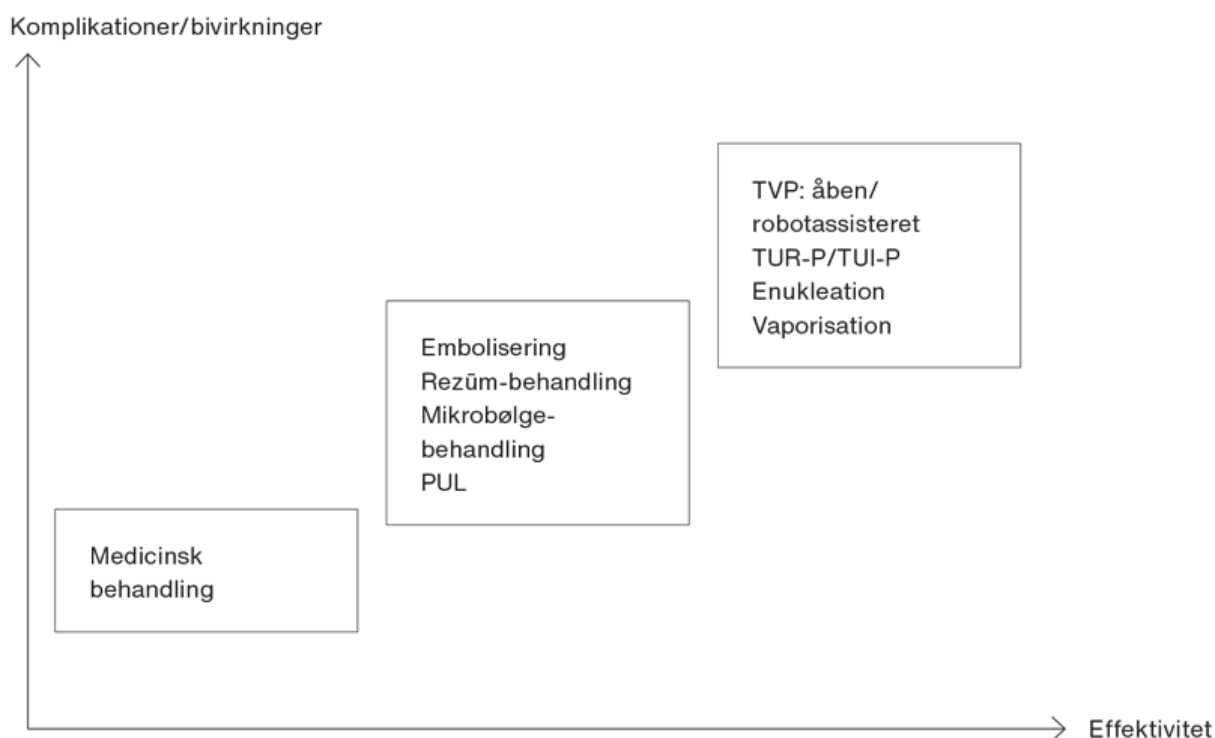 Komplikationer/bivirkninger
TVP: åben/
robotassisteret
TUR-P/TUI-P
Enukleation
Vaporisation
Embolisering
Rezūm-behandling
Mikrobølge-
behandling
PUL
Medicinsk
behandling
Effektivitet